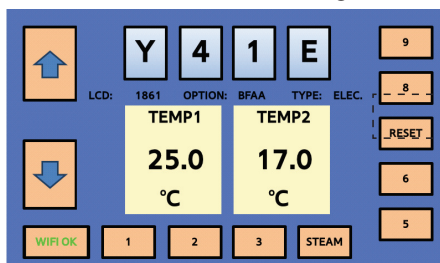 Y 4 1 E
9
8
LCD: 1861 OPTION: BFAA TYPE: ELEC.
TEMP1 TEMP2
RESET
25.0 17.0
°C °C
6
5
WIFI OK 1 2 3 STEAM